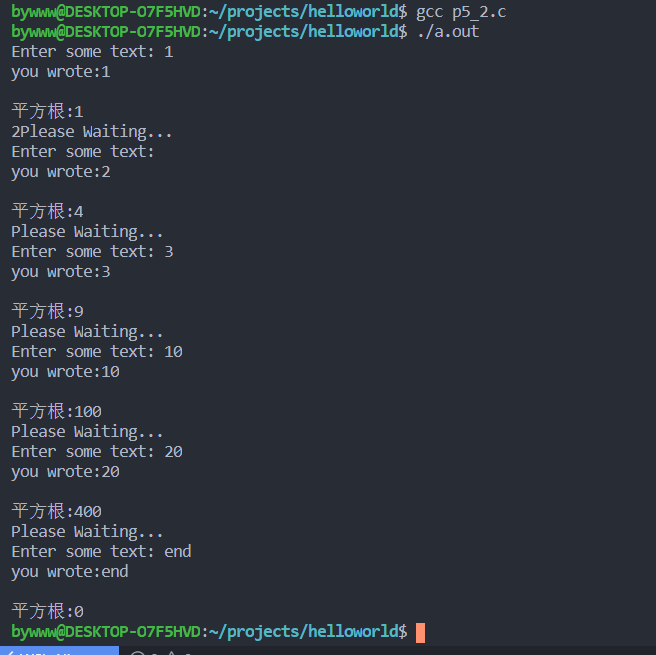 bywww@DESKTOP-O7F5HVD:~/projects/helloworld$ gcc p5_2.c
bywww@DESKTOP-O7F5HVD:~/projects/helloworld$ ./a.out
Enter some text: 1
you wrote:1
平方根:1
2Please Waiting...
Enter some text:
you wrote:2
平方根:4
Please Waiting...
Enter some text: 3
you wrote:3
平方根:9
Please Waiting...
Enter some text: 10
you wrote:10
平方根:100
Please Waiting...
Enter some text: 20
you wrote:20
平方根:400
Please Waiting...
Enter some text: end
you wrote:end
平方根:0
bywww@DESKTOP-O7F5HVD:~/projects/helloworld$